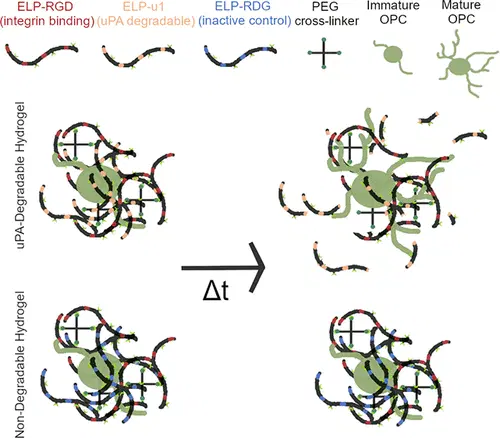 ELP-RGD
(integrin binding)
ELP-u1
(uPA degradable)
ELP-RDG
(inactive control)
PEG
cross-linker
Immature
OPC
Mature
OPC
uPA-Degradable Hydrogel
Δt
Non-Degradable Hydrogel